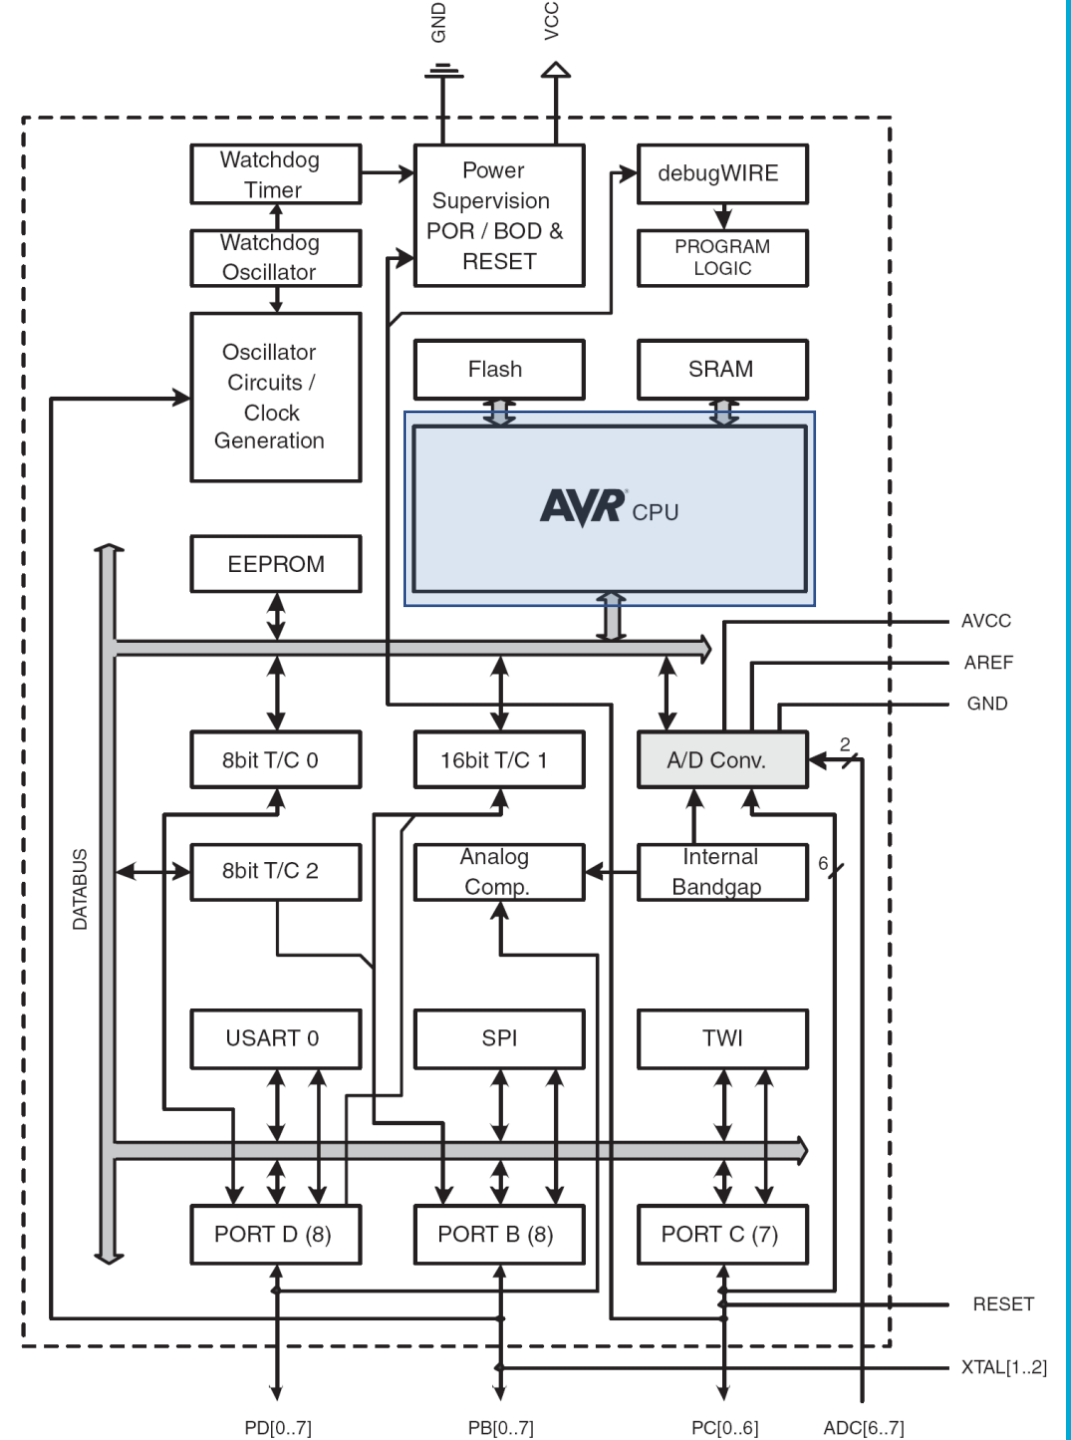 GND
VCC
Watchdog
Timer
Power
Supervision
POR / BOD &
RESET
debugWIRE
Watchdog
Oscillator
PROGRAM
LOGIC
Oscillator
Circuits /
Clock
Generation
Flash
SRAM
AVR® CPU
EEPROM
AVCC
AREF
GND
8bit T/C 0
16bit T/C 1
A/D Conv.
2
DATABUS
8bit T/C 2
Analog
Comp.
Internal
Bandgap
6
USART 0
SPI
TWI
PORT D (8)
PORT B (8)
PORT C (7)
RESET
XTAL[1..2]
PD[0..7]
PB[0..7]
PC[0..6]
ADC[6..7]